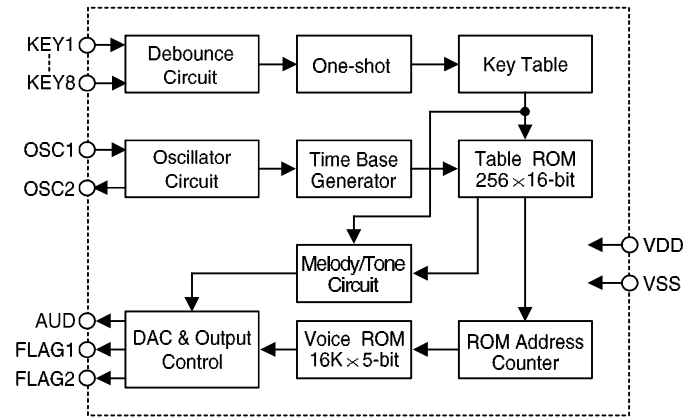 KEY1
KEY8
Debounce
Circuit
One-shot
Key Table
OSC1
OSC2
Oscillator
Circuit
Time Base
Generator
Table ROM
256×16-bit
Melody/Tone
Circuit
VDD
VSS
AUD
FLAG1
FLAG2
DAC & Output
Control
Voice ROM
16K×5-bit
ROM Address
Counter